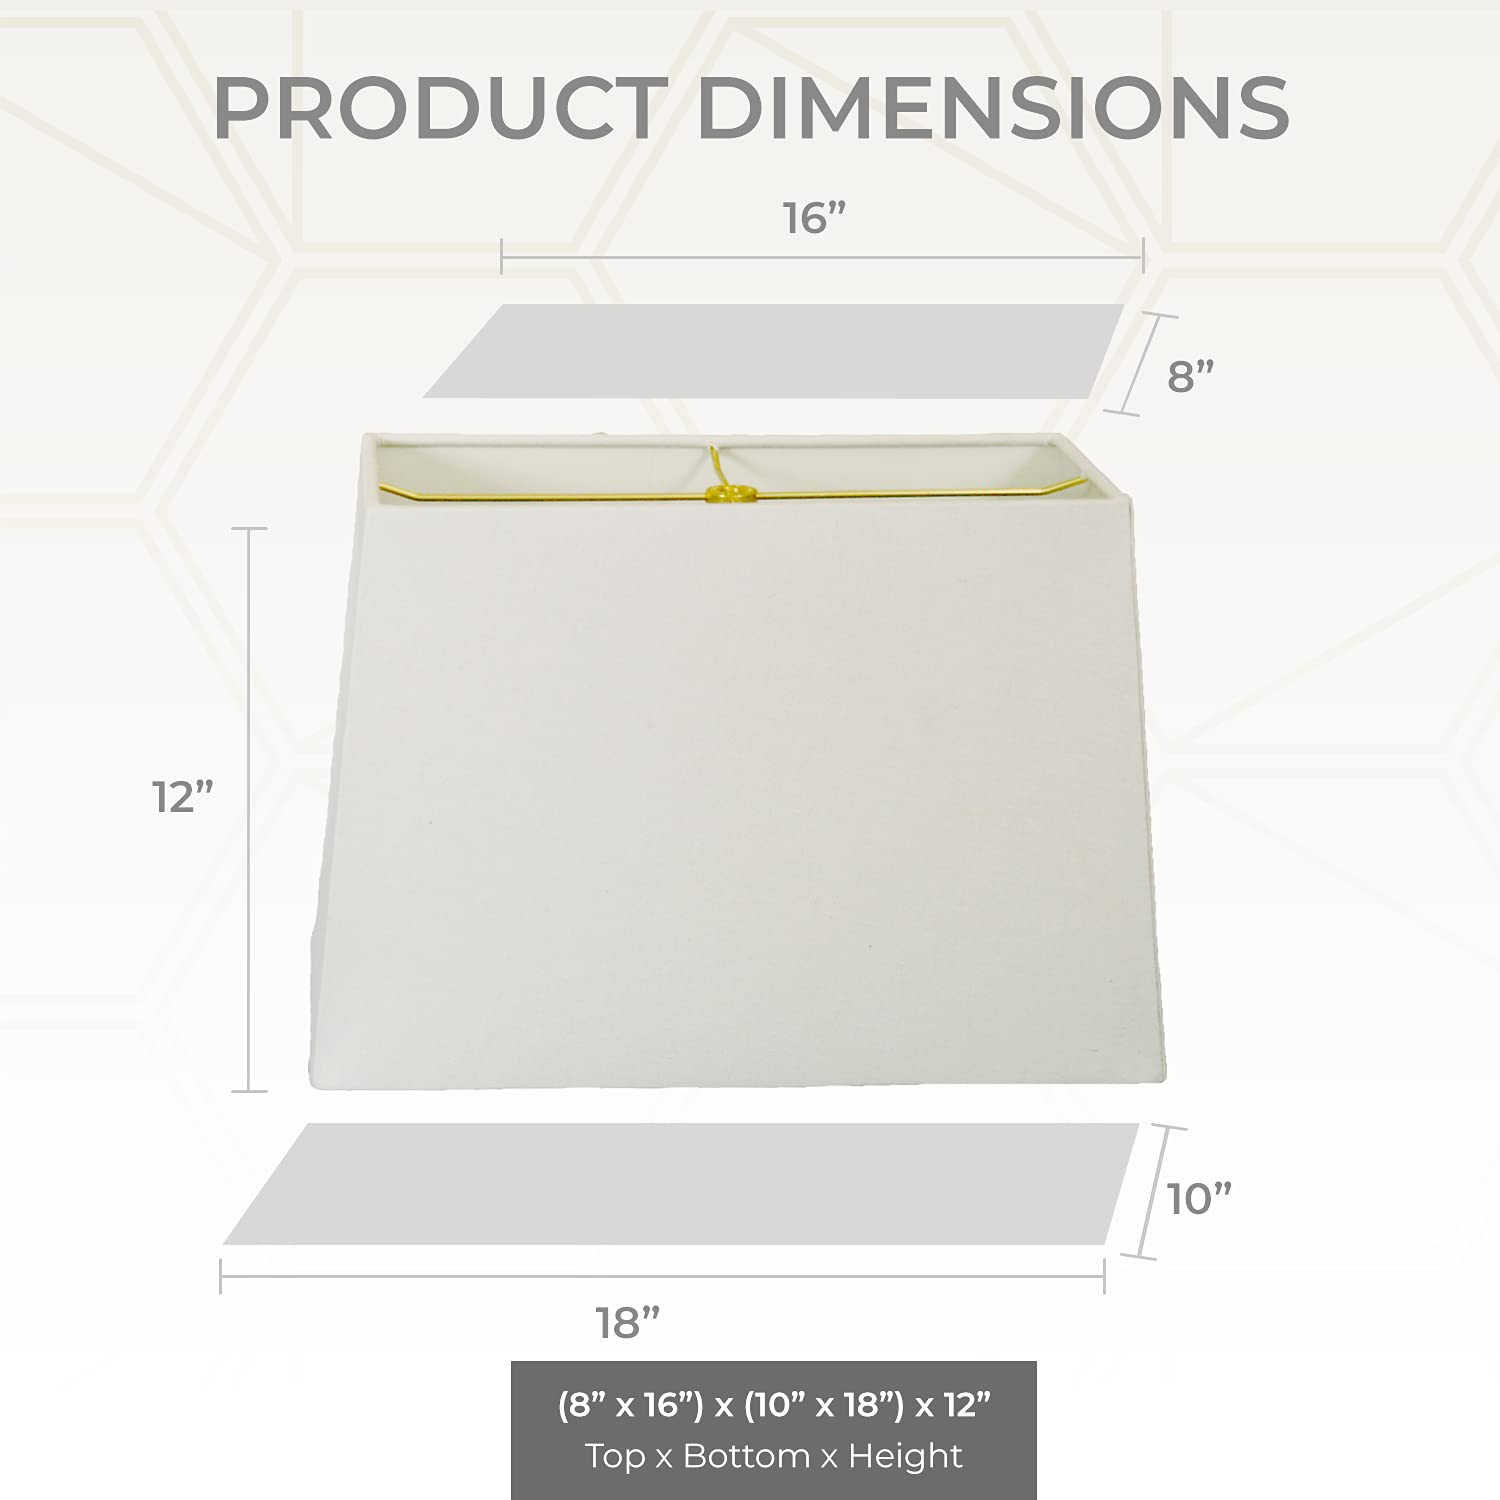 PRODUCT DIMENSIONS
16”
8”
12”
10”
18”
(8” x 16”) x (10” x 18”) x 12”
Top x Bottom x Height